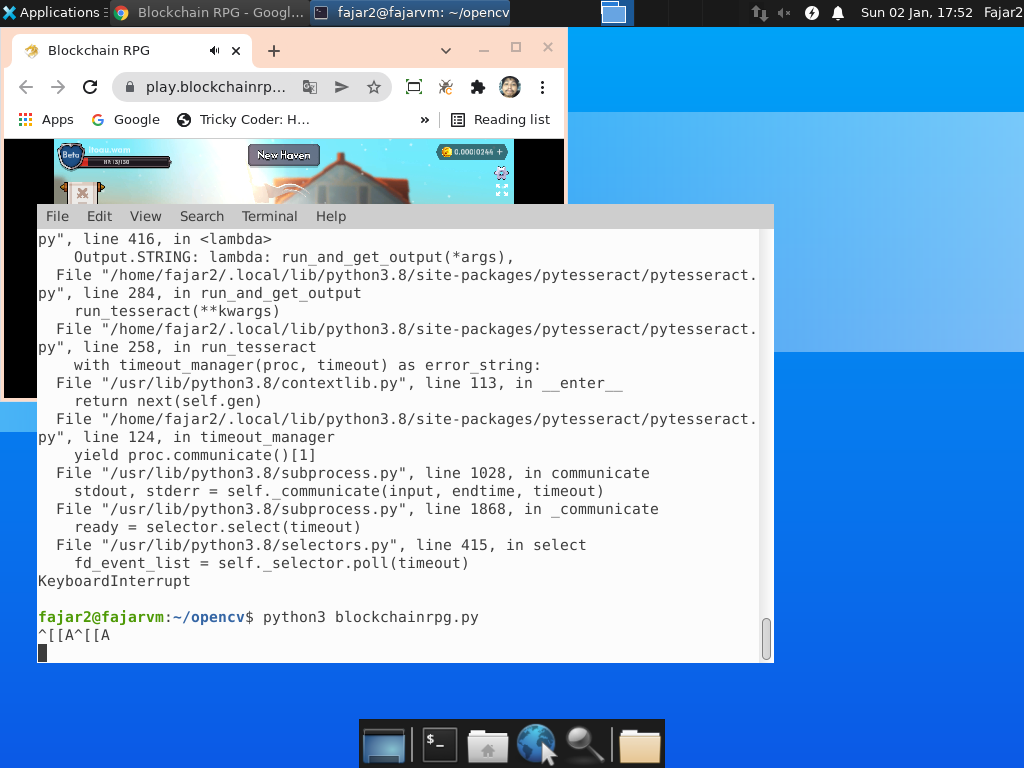 Applications
Blockchain RPG - Googl...
fajar2@fajarvm: ~/opencv
Sun 02 Jan, 17:52
Fajar2
Blockchain RPG
play.blockchainrp...
Apps
Google
Tricky Coder: H...
»
Reading list
Beta
HP: 13/130
New Haven
0.00010244 +
File Edit View Search Terminal Help
py", line 416, in <lambda>
    Output.STRING: lambda: run_and_get_output(*args),
  File "/home/fajar2/.local/lib/python3.8/site-packages/pytesseract/pytesseract.
py", line 284, in run_and_get_output
    run_tesseract(**kwargs)
  File "/home/fajar2/.local/lib/python3.8/site-packages/pytesseract/pytesseract.
py", line 258, in run_tesseract
    with timeout_manager(proc, timeout) as error_string:
  File "/usr/lib/python3.8/contextlib.py", line 113, in __enter__
    return next(self.gen)
  File "/home/fajar2/.local/lib/python3.8/site-packages/pytesseract/pytesseract.
py", line 124, in timeout_manager
    yield proc.communicate()[1]
  File "/usr/lib/python3.8/subprocess.py", line 1028, in communicate
    stdout, stderr = self._communicate(input, endtime, timeout)
  File "/usr/lib/python3.8/subprocess.py", line 1868, in _communicate
    ready = selector.select(timeout)
  File "/usr/lib/python3.8/selectors.py", line 415, in select
    fd_event_list = self._selector.poll(timeout)
KeyboardInterrupt
fajar2@fajarvm:~/opencv$ python3 blockchainrpg.py
^[[A^[[A
$_